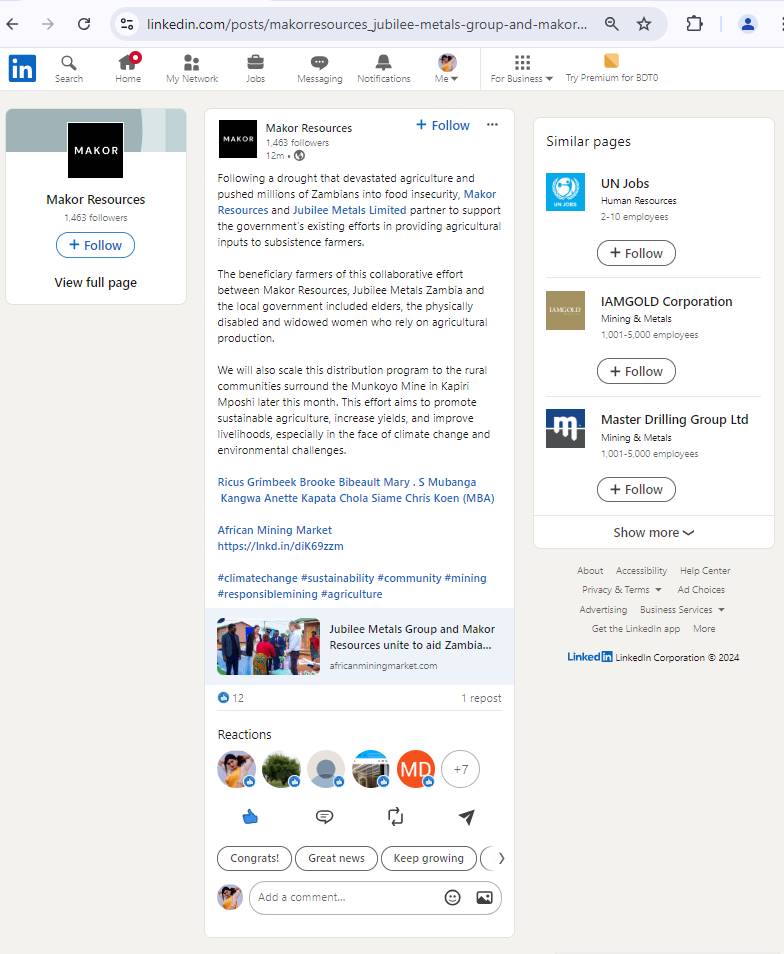 linkedin.com/posts/makorresources_jubilee-metals-group-and-makor...
in
Search
Home
My Network
Jobs
Messaging
Notifications
Me
For Business
Try Premium for BDT0
MAKOR
Makor Resources
1,463 followers
+ Follow
View full page
MAKOR
Makor Resources
1,463 followers
12m •
+ Follow
Following a drought that devastated agriculture and
pushed millions of Zambians into food insecurity, Makor
Resources and Jubilee Metals Limited partner to support
the government's existing efforts in providing agricultural
inputs to subsistence farmers.
The beneficiary farmers of this collaborative effort
between Makor Resources, Jubilee Metals Zambia and
the local government included elders, the physically
disabled and widowed women who rely on agricultural
production.
We will also scale this distribution program to the rural
communities surround the Munkoyo Mine in Kapiri
Mposhi later this month. This effort aims to promote
sustainable agriculture, increase yields, and improve
livelihoods, especially in the face of climate change and
environmental challenges.
Ricus Grimbeek Brooke Bibeault Mary . S Mubanga
Kangwa Anette Kapata Chola Siame Chris Koen (MBA)
African Mining Market
https://lnkd.in/diK69zzm
#climatechange #sustainability #community #mining
#responsiblemining #agriculture
Jubilee Metals Group and Makor
Resources unite to aid Zambia...
africanminingmarket.com
12
1 repost
Reactions
MD
+7
Congrats!
Great news
Keep growing
Add a comment...
Similar pages
UN JOBS
UN Jobs
Human Resources
2-10 employees
+ Follow
IAMGOLD
IAMGOLD Corporation
Mining & Metals
1,001-5,000 employees
+ Follow
m
Master Drilling Group Ltd
Mining & Metals
1,001-5,000 employees
+ Follow
Show more
About Accessibility Help Center
Privacy & Terms Ad Choices
Advertising Business Services
Get the LinkedIn app More
LinkedIn LinkedIn Corporation © 2024